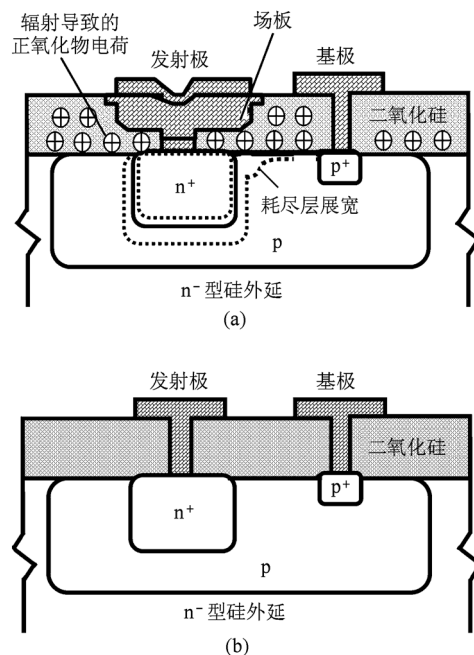 辐射导致的
正氧化物电荷
发射极
场板
基极
二氧化硅
n⁺
p⁺
耗尽层展宽
p
n⁻型硅外延
(a)
发射极
基极
二氧化硅
n⁺
p⁺
p
n⁻型硅外延
(b)